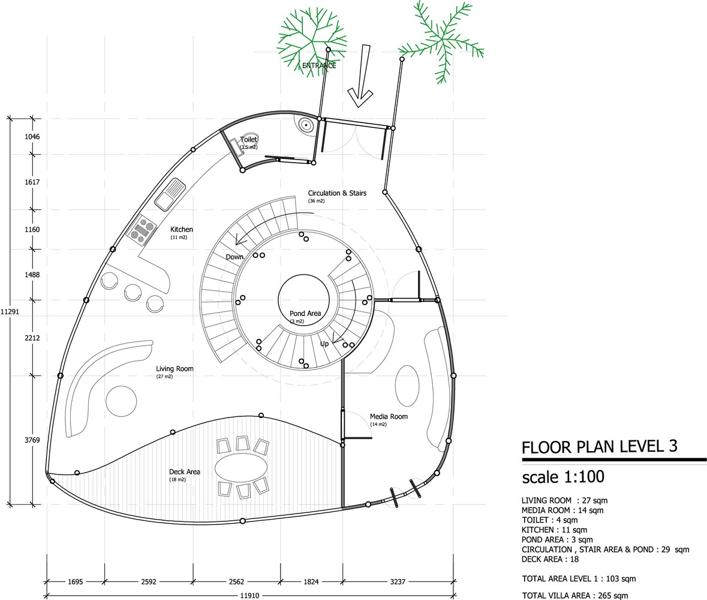 ENTRANCE
Toilet
(3.5 m2)
Circulation & Stairs
(36 m2)
Kitchen
(11 m2)
Down
Pond Area
(3 m2)
Up
Living Room
(27 m2)
Media Room
(14 m2)
Deck Area
(18 m2)
1046
1617
1160
1488
11291
2212
3769
1695
2592
2562
1824
3237
11910
FLOOR PLAN LEVEL 3
scale 1:100
LIVING ROOM : 27 sqm
MEDIA ROOM : 14 sqm
TOILET : 4 sqm
KITCHEN : 11 sqm
POND AREA : 3 sqm
CIRCULATION , STAIR AREA & POND : 29 sqm
DECK AREA : 18
TOTAL AREA LEVEL 1 : 103 sqm
TOTAL VILLA AREA : 265 sqm